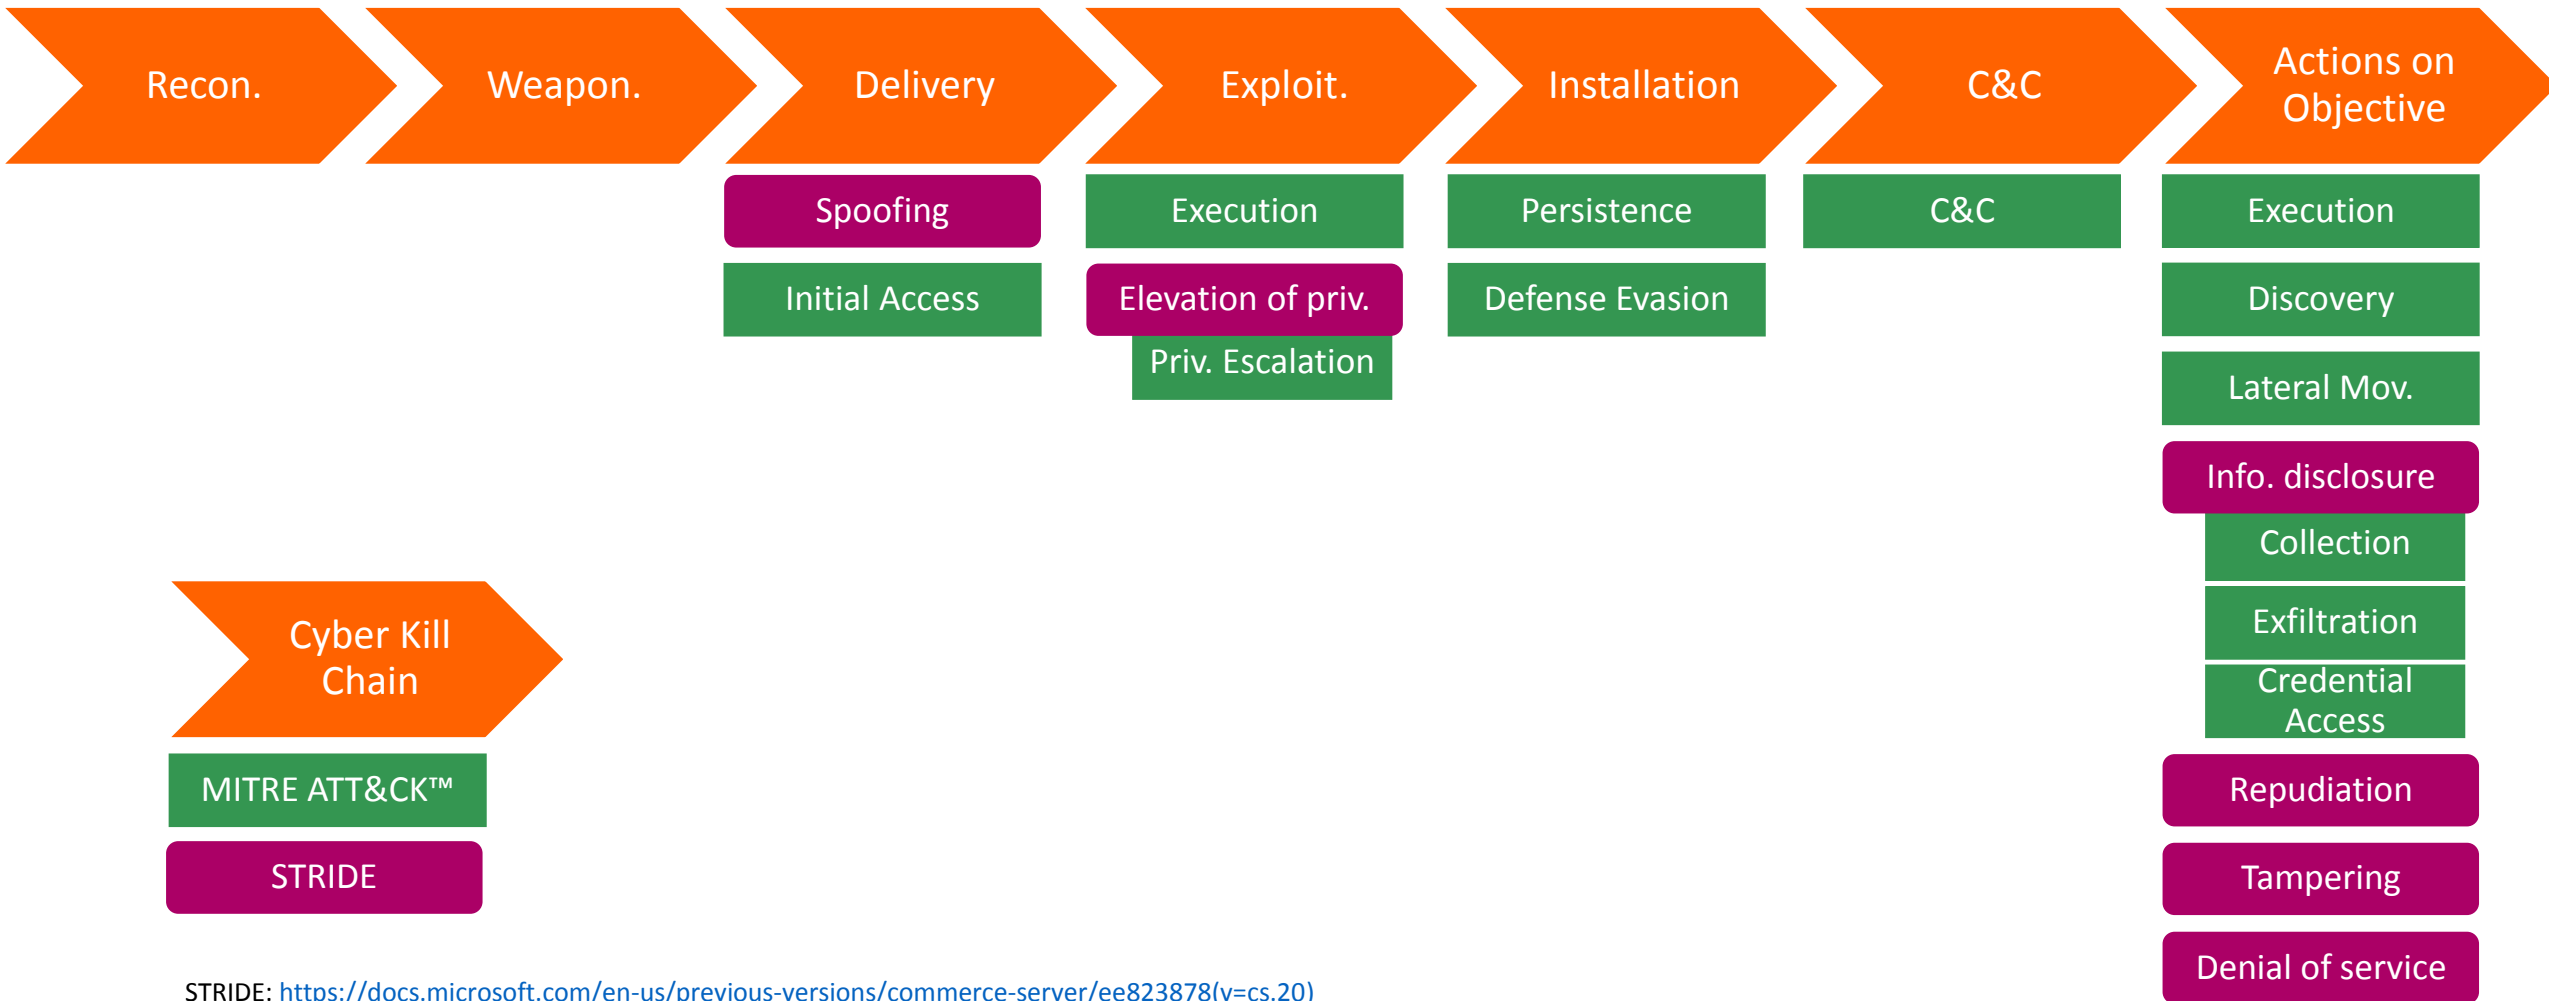 Recon.
Weapon.
Delivery
Exploit.
Installation
C&C
Actions on
Objective
Spoofing
Initial Access
Execution
Elevation of priv.
Priv. Escalation
Persistence
Defense Evasion
C&C
Execution
Discovery
Lateral Mov.
Info. disclosure
Collection
Exfiltration
Credential
Access
Repudiation
Tampering
Denial of service
Cyber Kill
Chain
MITRE ATT&CK™
STRIDE
STRIDE: https://docs.microsoft.com/en-us/previous-versions/commerce-server/ee823878(v=cs.20)